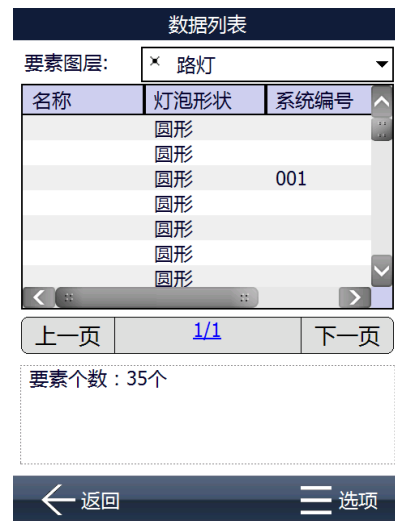 数据列表
要素图层: 路灯
名称 灯泡形状 系统编号
圆形
圆形
圆形 001
圆形
圆形
圆形
圆形
上一页 1/1 下一页
要素个数：35个
返回 选项